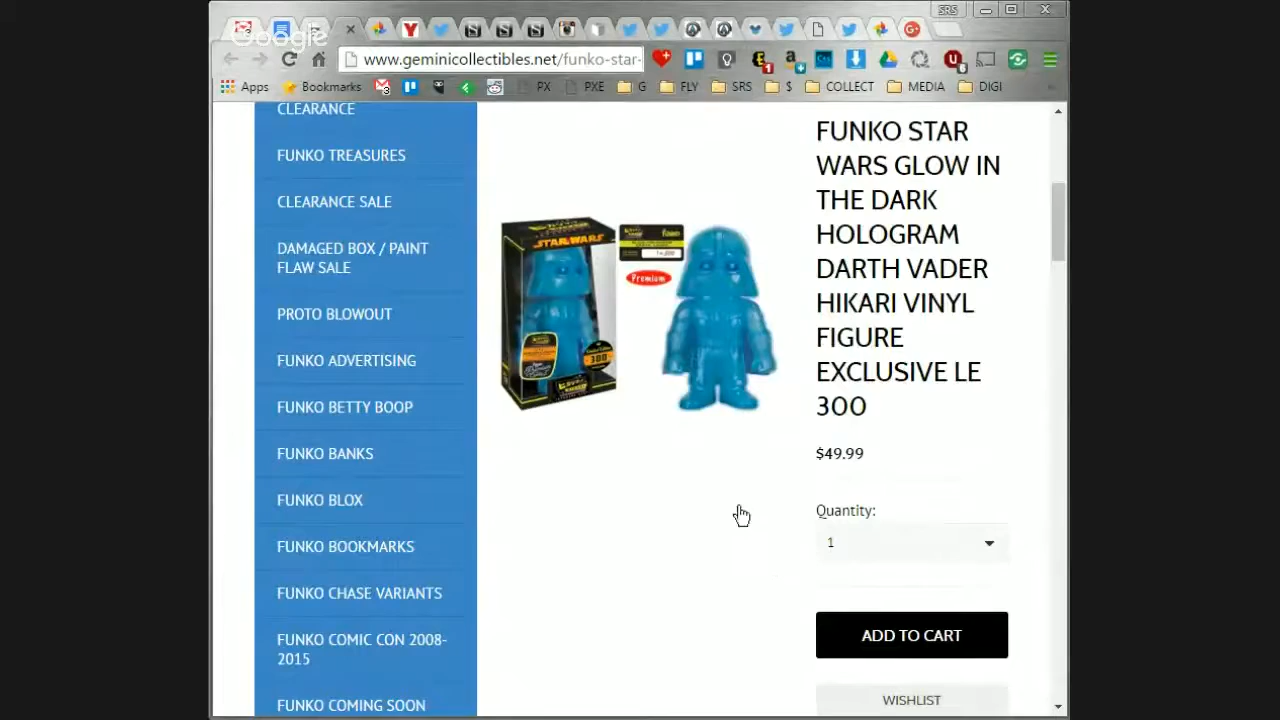 SRS
Google
www.geminicollectibles.net/funko-star-
Apps
Bookmarks
PX
PXE
G
FLY
SRS
$
COLLECT
MEDIA
DIGI
CLEARANCE
FUNKO TREASURES
CLEARANCE SALE
DAMAGED BOX / PAINT
FLAW SALE
PROTO BLOWOUT
FUNKO ADVERTISING
FUNKO BETTY BOOP
FUNKO BANKS
FUNKO BLOX
FUNKO BOOKMARKS
FUNKO CHASE VARIANTS
FUNKO COMIC CON 2008-
2015
FUNKO COMING SOON
STAR WARS
300
Premium
FUNKO STAR
WARS GLOW IN
THE DARK
HOLOGRAM
DARTH VADER
HIKARI VINYL
FIGURE
EXCLUSIVE LE
300
$49.99
Quantity:
1
ADD TO CART
WISHLIST